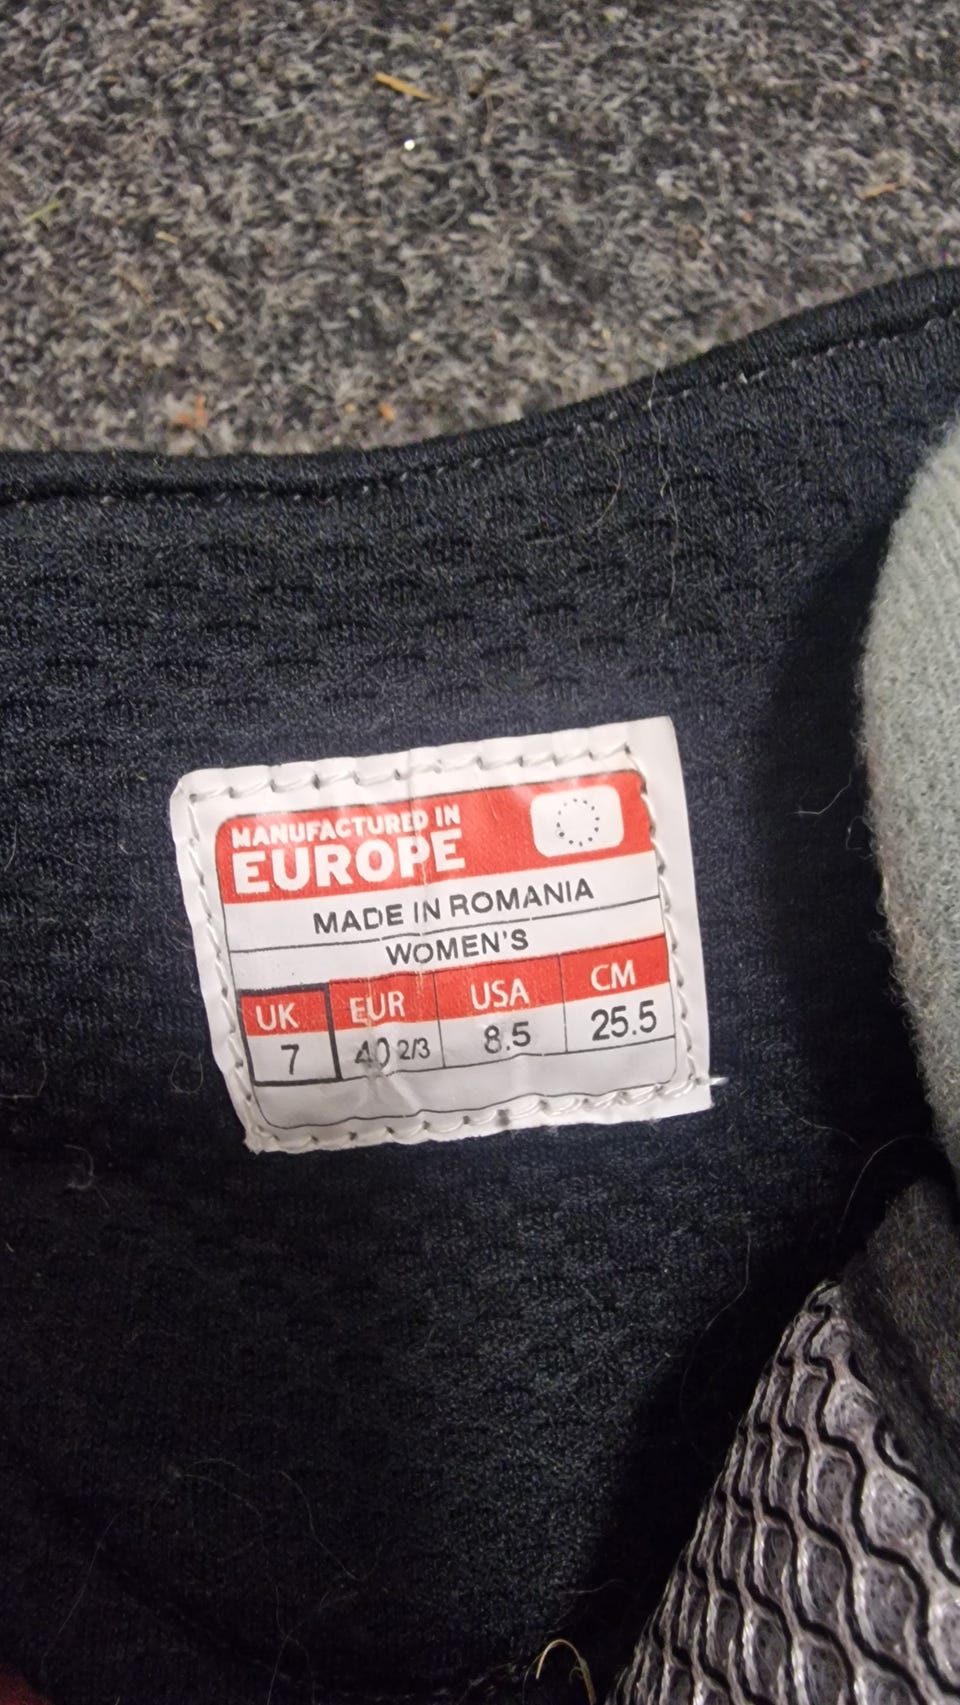 MANUFACTURED IN
EUROPE
MADE IN ROMANIA
WOMEN'S
UK EUR USA CM
7 40 2/3 8.5 25.5